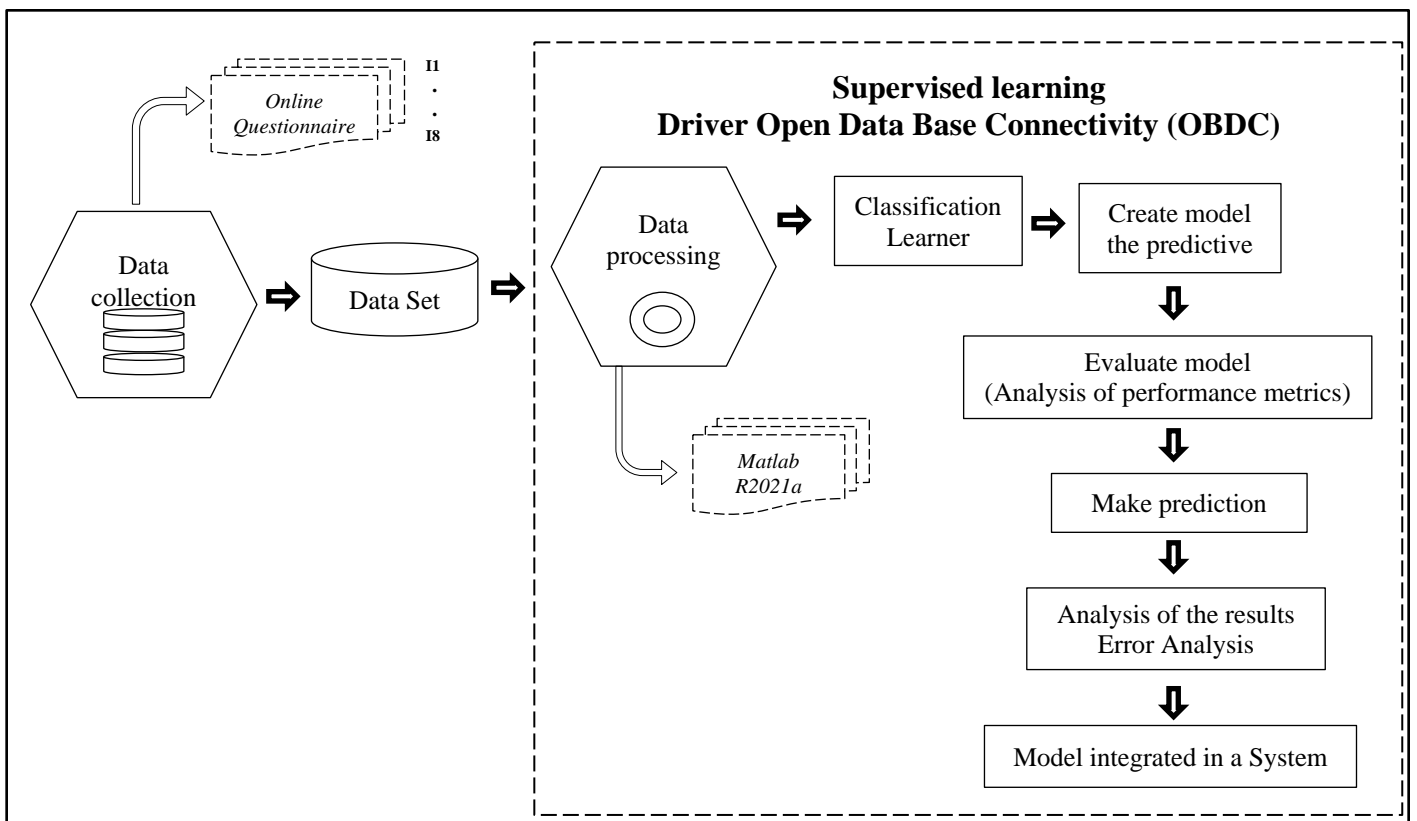 Online
Questionnaire
I1
.
.
I8
Supervised learning
Driver Open Data Base Connectivity (OBDC)
Data
collection
Data Set
Data
processing
Classification
Learner
Create model
the predictive
Evaluate model
(Analysis of performance metrics)
Matlab
R2021a
Make prediction
Analysis of the results
Error Analysis
Model integrated in a System